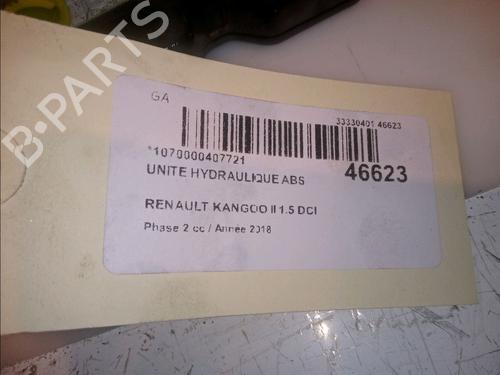 B-PARTS
GA
33330401 46623
*1070000407721
46623
UNITE HYDRAULIQUE ABS
RENAULT KANGOO II 1.5 DCI
Phase 2 cc / Année 2018